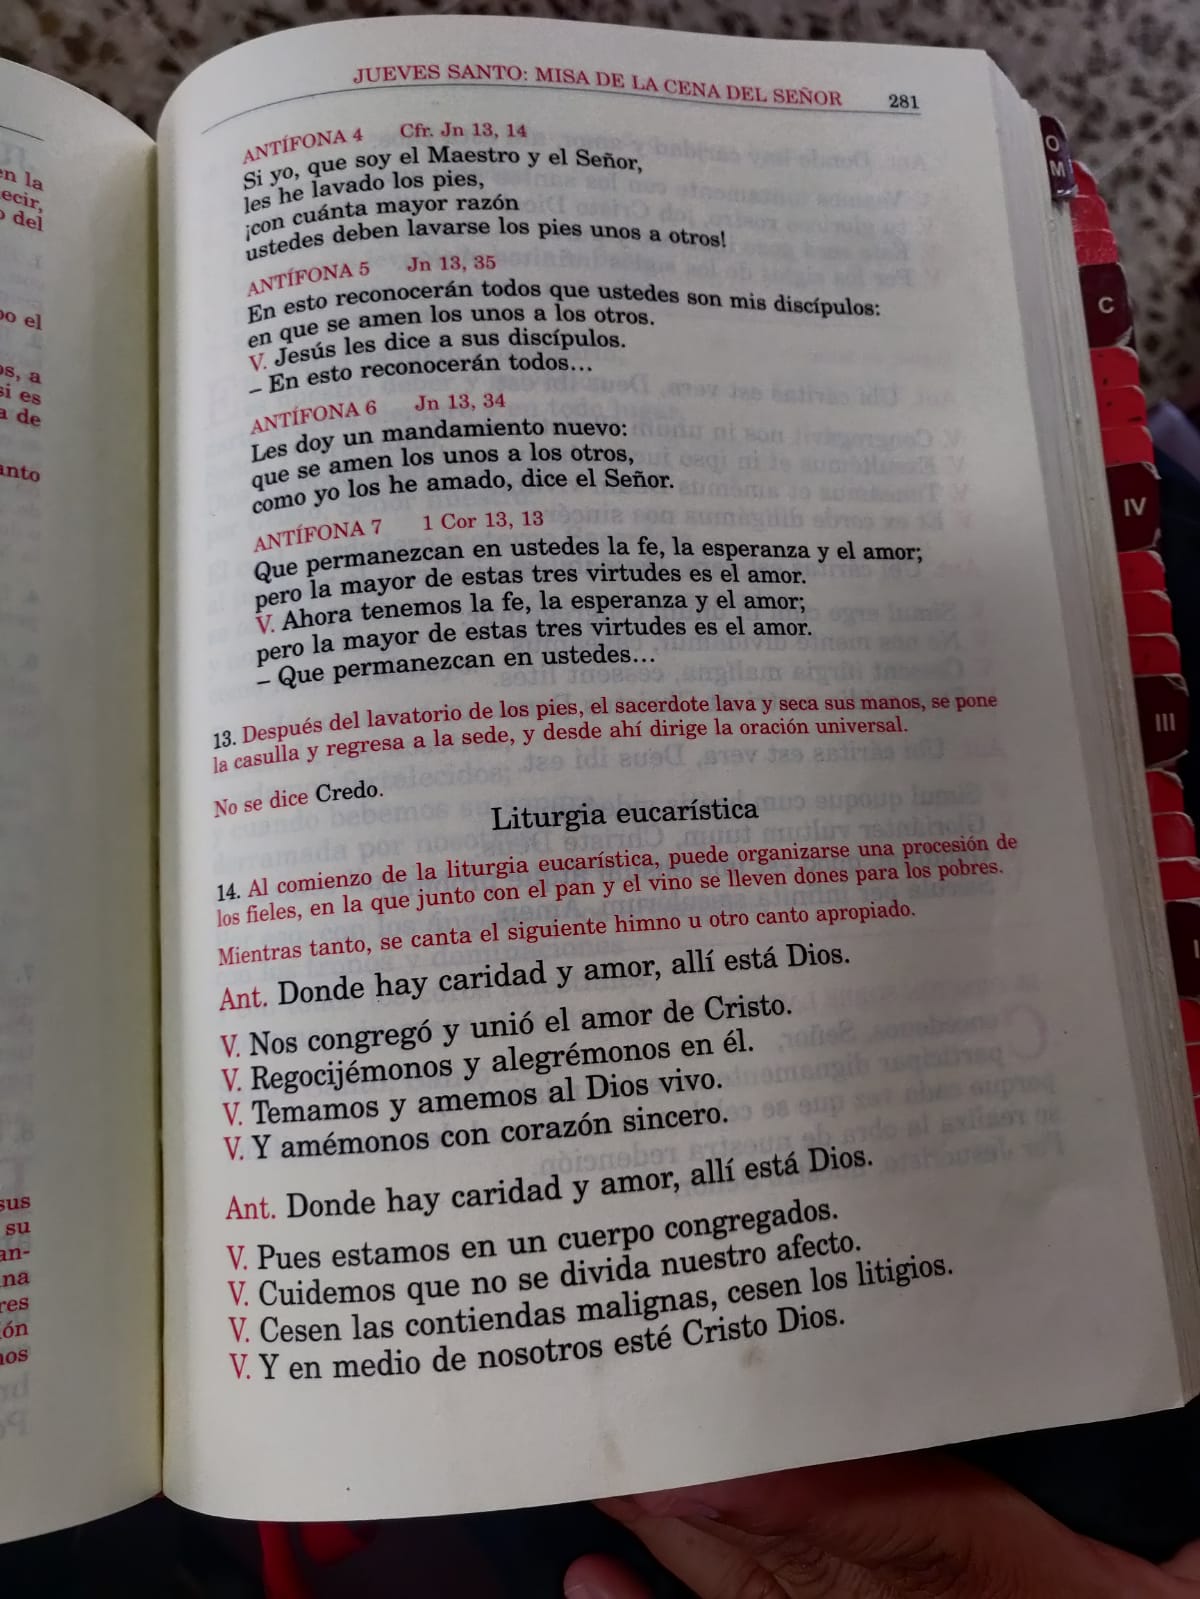 JUEVES SANTO: MISA DE LA CENA DEL SEÑOR 281
ANTÍFONA 4 Cfr. Jn 13, 14
Si yo, que soy el Maestro y el Señor,
les he lavado los pies,
¡con cuánta mayor razón
ustedes deben lavarse los pies unos a otros!
ANTÍFONA 5 Jn 13, 35
En esto reconocerán todos que ustedes son mis discípulos:
en que se amen los unos a los otros.
V. Jesús les dice a sus discípulos.
– En esto reconocerán todos...
ANTÍFONA 6 Jn 13, 34
Les doy un mandamiento nuevo:
que se amen los unos a los otros,
como yo los he amado, dice el Señor.
ANTÍFONA 7 1 Cor 13, 13
Que permanezcan en ustedes la fe, la esperanza y el amor;
pero la mayor de estas tres virtudes es el amor.
V. Ahora tenemos la fe, la esperanza y el amor;
pero la mayor de estas tres virtudes es el amor.
– Que permanezcan en ustedes...
13. Después del lavatorio de los pies, el sacerdote lava y seca sus manos, se pone
la casulla y regresa a la sede, y desde ahí dirige la oración universal.
No se dice Credo.
Liturgia eucarística
14. Al comienzo de la liturgia eucarística, puede organizarse una procesión de
los fieles, en la que junto con el pan y el vino se lleven dones para los pobres.
Mientras tanto, se canta el siguiente himno u otro canto apropiado.
Ant. Donde hay caridad y amor, allí está Dios.
V. Nos congregó y unió el amor de Cristo.
V. Regocijémonos y alegrémonos en él.
V. Temamos y amemos al Dios vivo.
V. Y amémonos con corazón sincero.
Ant. Donde hay caridad y amor, allí está Dios.
V. Pues estamos en un cuerpo congregados.
V. Cuidemos que no se divida nuestro afecto.
V. Cesen las contiendas malignas, cesen los litigios.
V. Y en medio de nosotros esté Cristo Dios.
O
M
C
IV
III
I